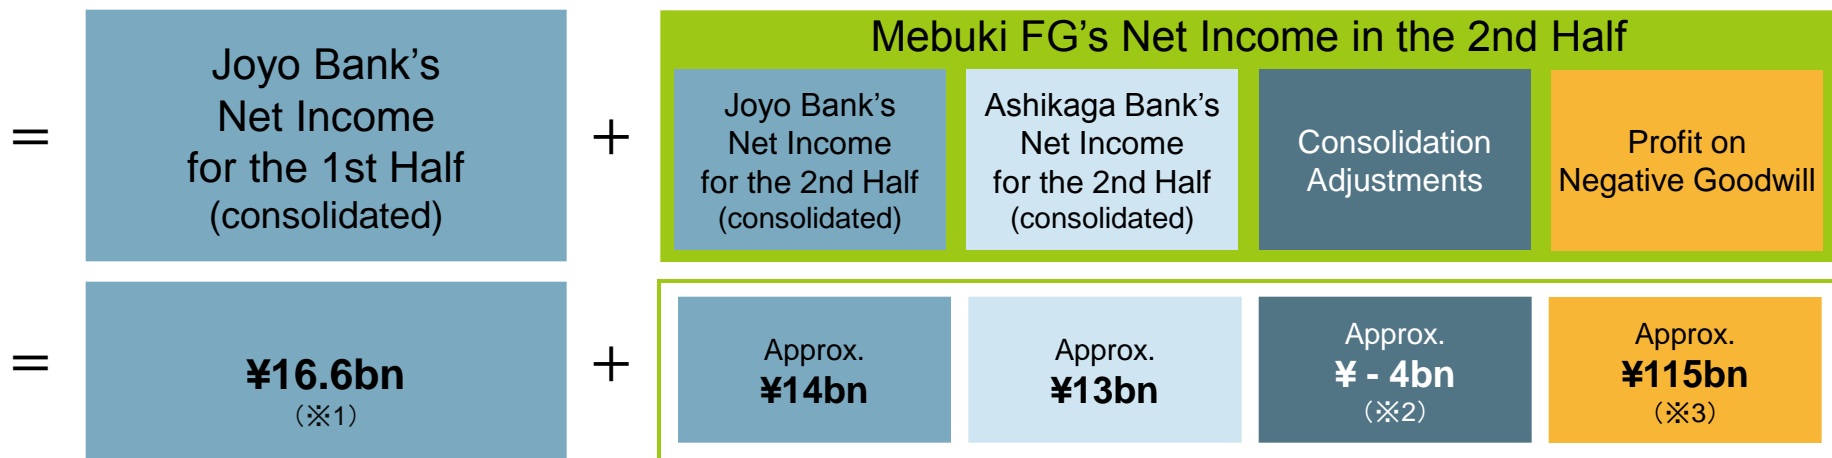 =
Joyo Bank's
Net Income
for the 1st Half
(consolidated)
+
Mebuki FG's Net Income in the 2nd Half
Joyo Bank's
Net Income
for the 2nd Half
(consolidated)
Ashikaga Bank's
Net Income
for the 2nd Half
(consolidated)
Consolidation
Adjustments
Profit on
Negative Goodwill
=
¥16.6bn
（※1）
+
Approx.
¥14bn
Approx.
¥13bn
Approx.
¥ - 4bn
（※2）
Approx.
¥115bn
（※3）